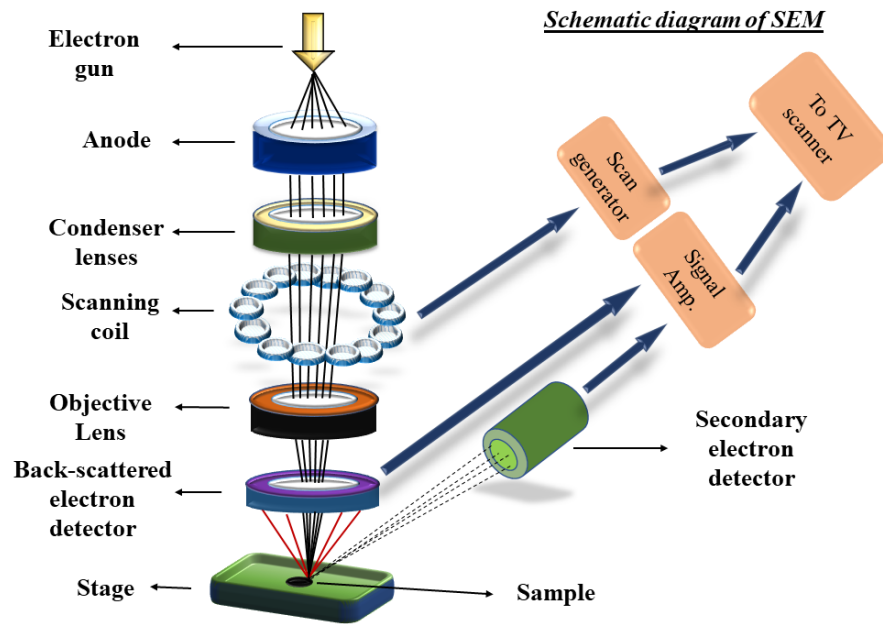 Schematic diagram of SEM
Electron
gun
Anode
Condenser
lenses
Scanning
coil
Objective
Lens
Back-scattered
electron
detector
Stage
Sample
Secondary
electron
detector
Scan
generator
Signal
Amp.
To TV
scanner